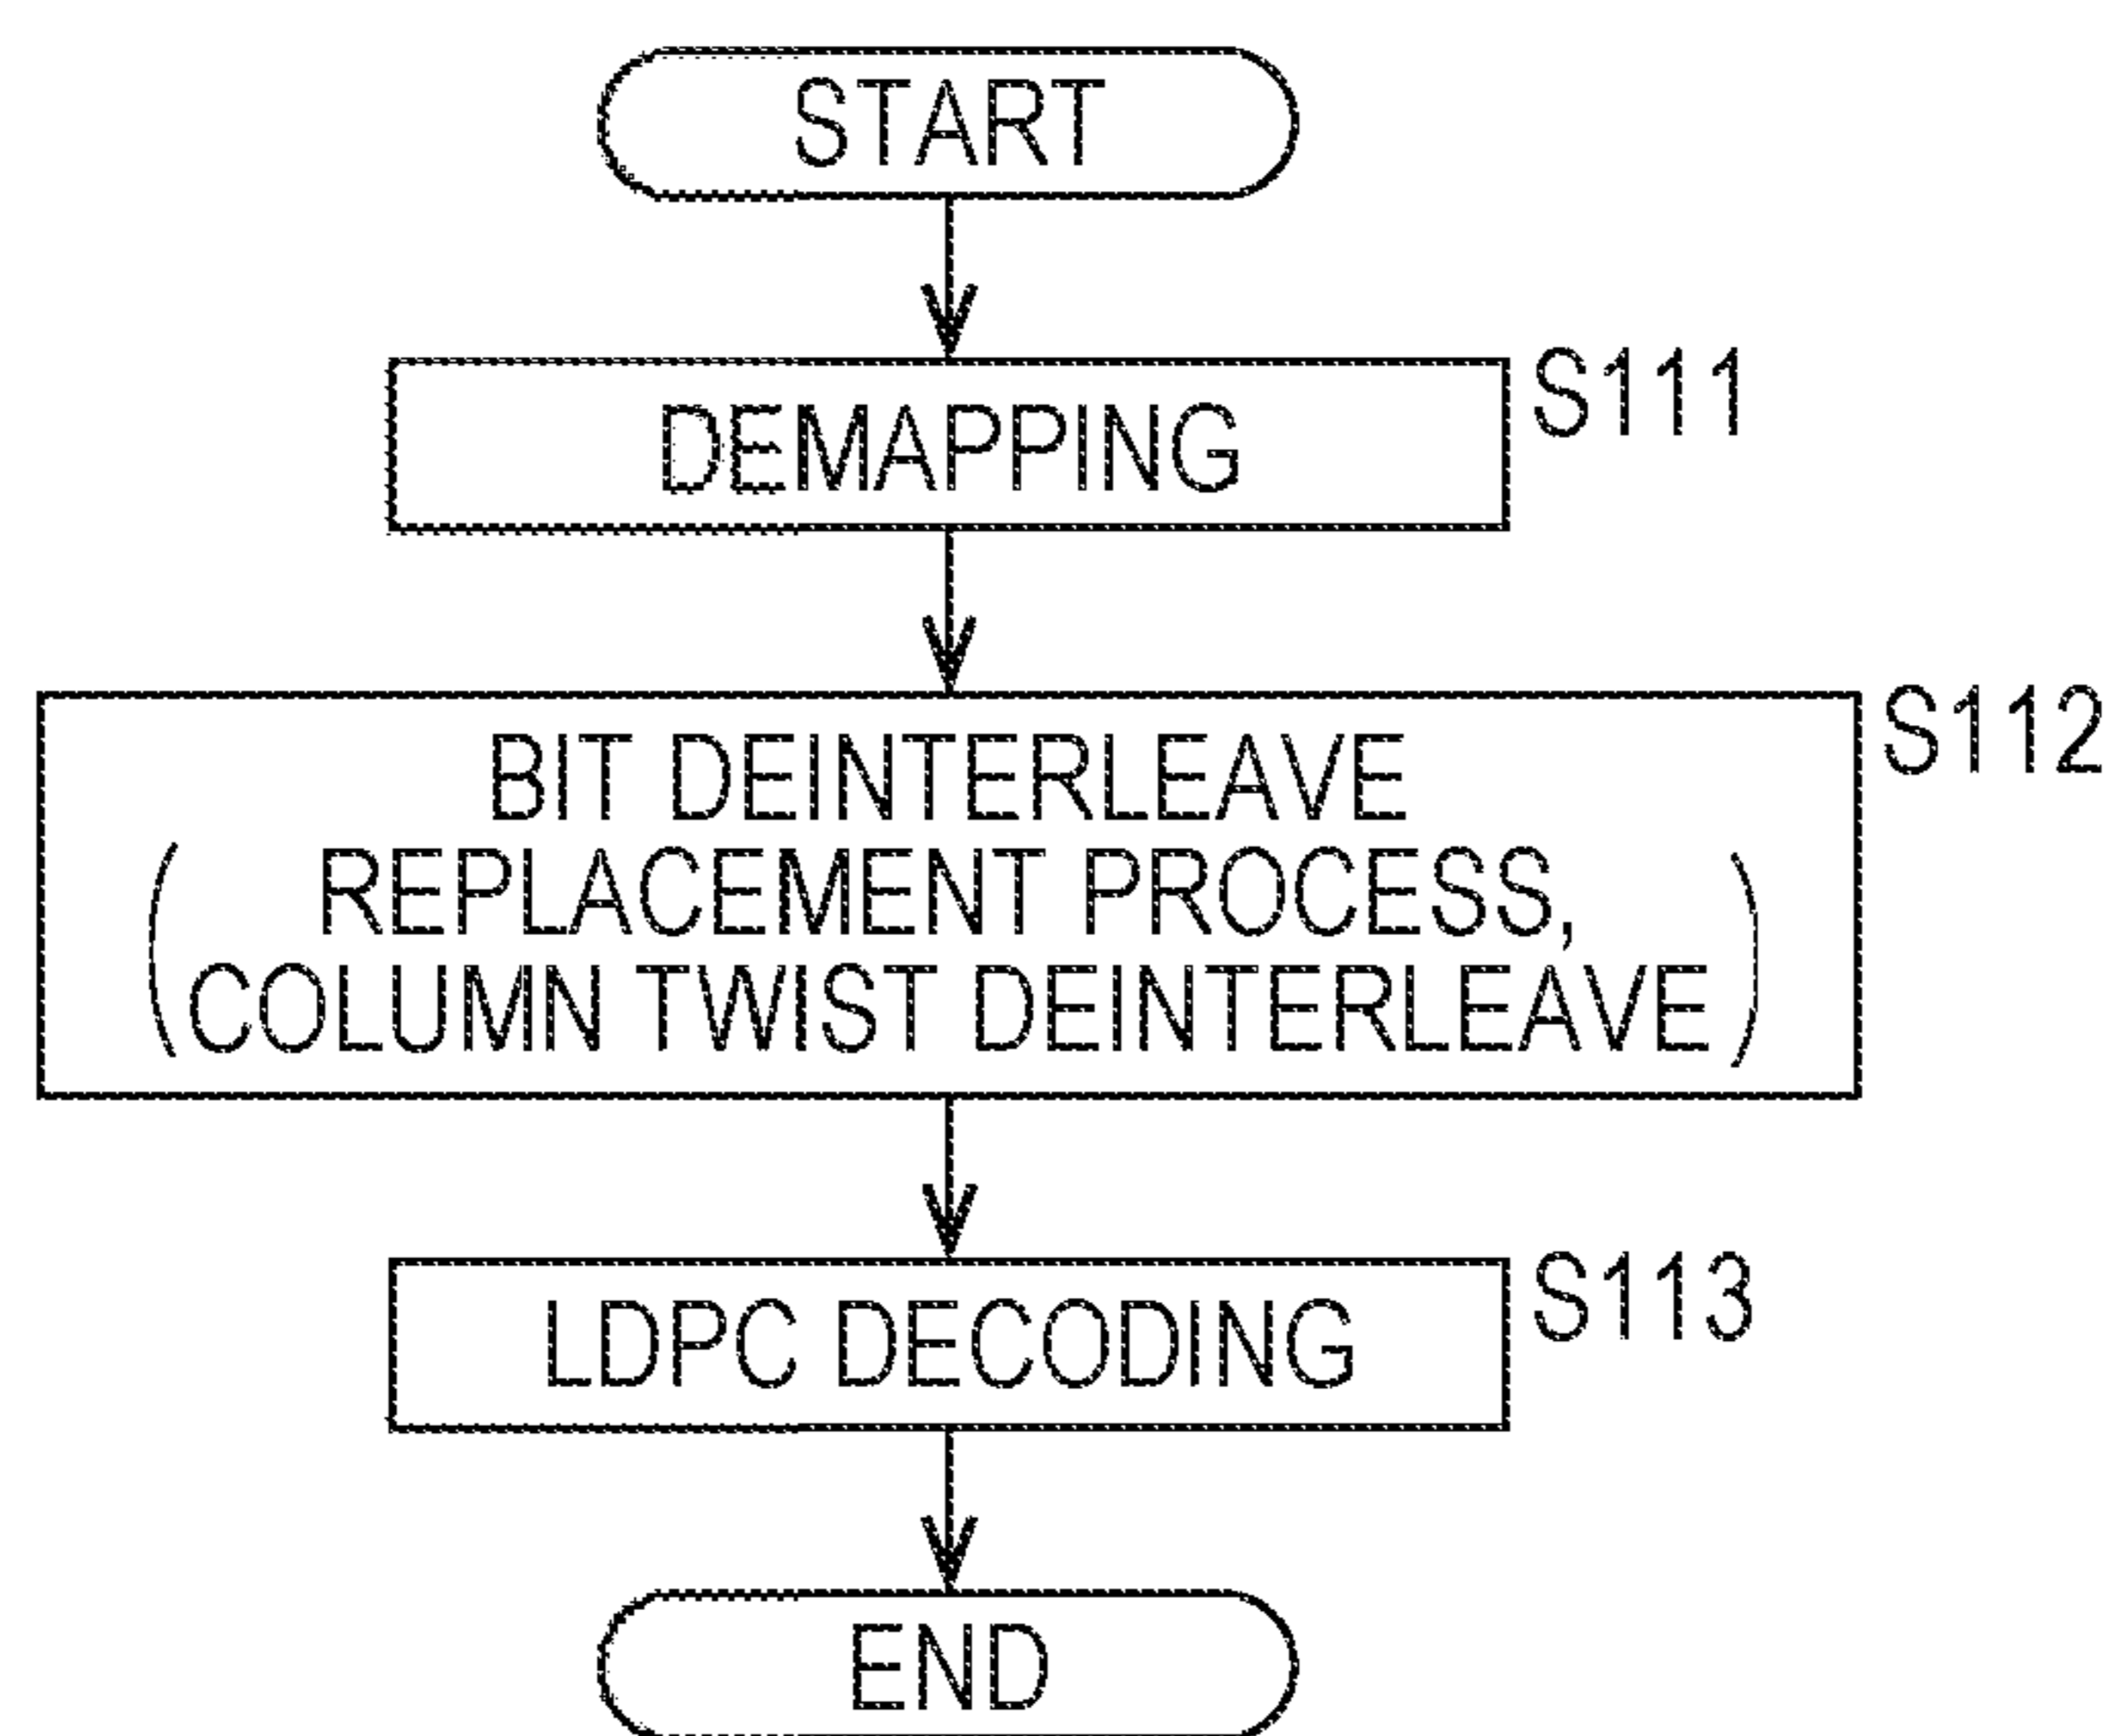 START
DEMAPPING
S111
BIT DEINTERLEAVE
(REPLACEMENT PROCESS,
COLUMN TWIST DEINTERLEAVE)
S112
LDPC DECODING
S113
END